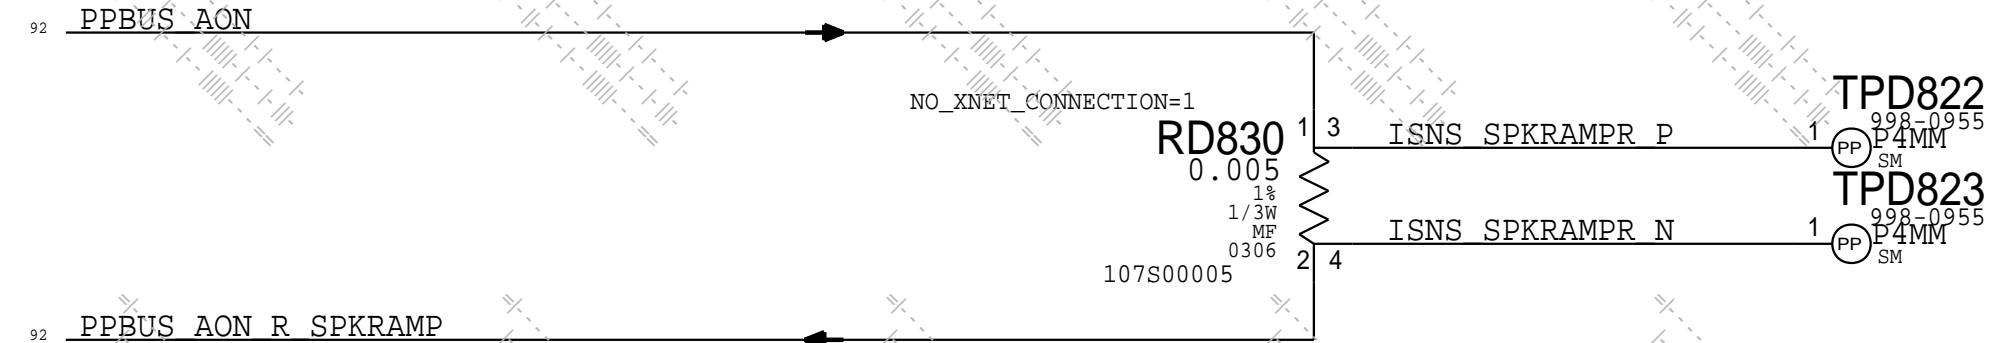 92 PPBUS_AON
NO_XNET_CONNECTION=1
RD830
0.005
1%
1/3W
MF
0306
107S00005
1 3
2 4
ISNS_SPKRAMPR_P
1
PP
TPD822
998-0955
P4MM
SM
ISNS_SPKRAMPR_N
1
PP
TPD823
998-0955
P4MM
SM
92 PPBUS_AON_R_SPKRAMP